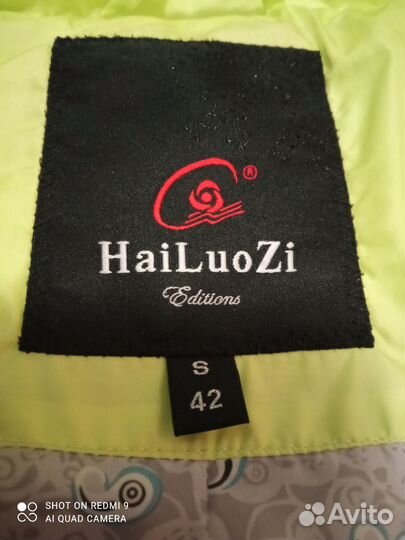 ®
HaiLuoZi
Editions
S
42
SHOT ON REDMI 9
AI QUAD CAMERA
Avito